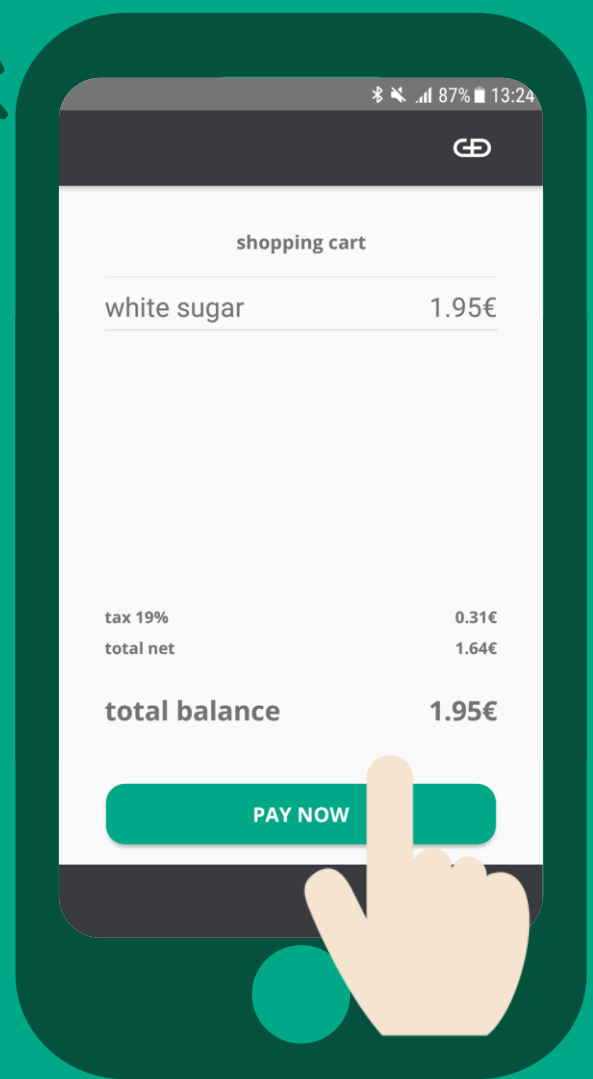 87% 13:24
shopping cart
white sugar 1.95€
tax 19% 0.31€
total net 1.64€
total balance 1.95€
PAY NOW